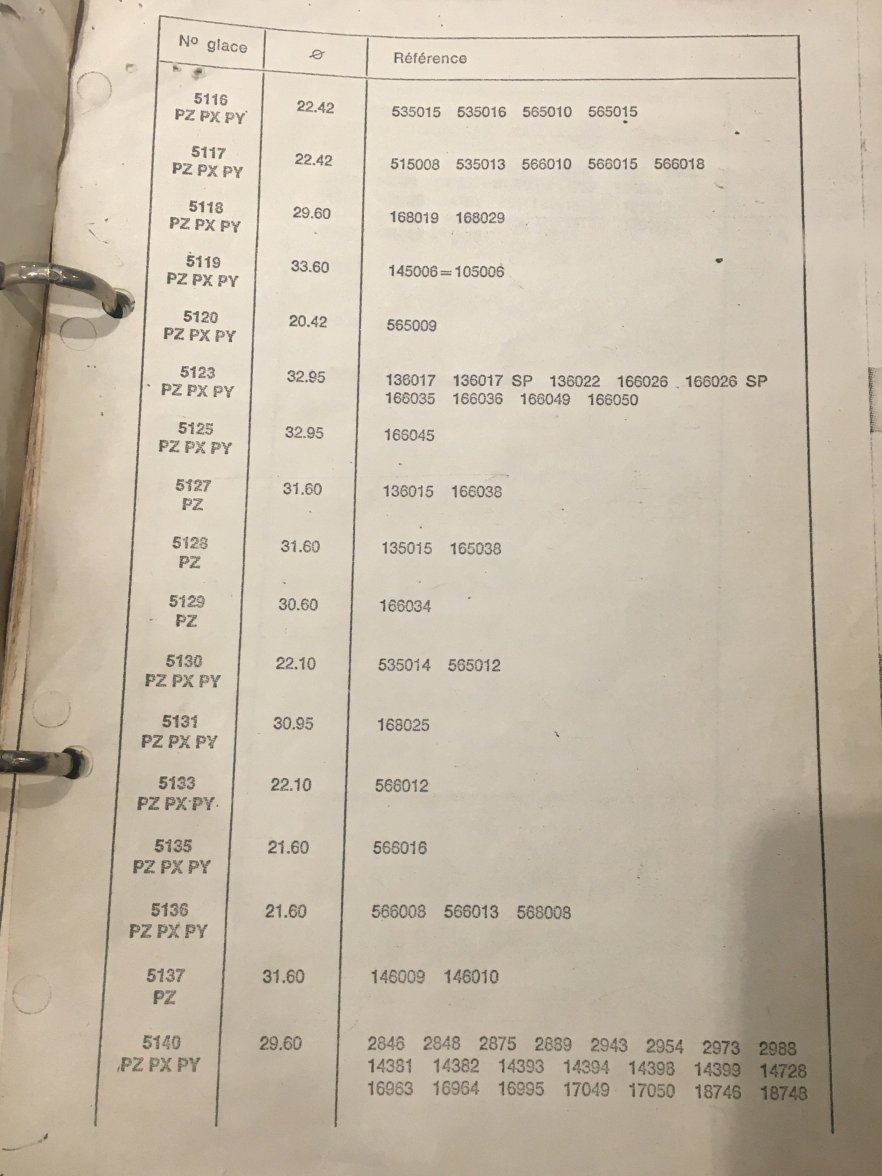 Nº glace ⌀ Référence
5116 22.42 535015 535016 565010 565015
PZ PX PY
5117 22.42 515008 535013 566010 566015 566018
PZ PX PY
5118 29.60 168019 168029
PZ PX PY
5119 33.60 145006=105006
PZ PX PY
5120 20.42 565009
PZ PX PY
5123 32.95 136017 136017 SP 136022 166026 166026 SP
PZ PX PY 166035 166036 166049 166050
5125 32.95 166045
PZ PX PY
5127 31.60 136015 166038
PZ
5128 31.60 135015 165038
PZ
5129 30.60 166034
PZ
5130 22.10 535014 565012
PZ PX PY
5131 30.95 168025
PZ PX PY
5133 22.10 566012
PZ PX PY
5135 21.60 566016
PZ PX PY
5136 21.60 566008 566013 568008
PZ PX PY
5137 31.60 146009 146010
PZ
5140 29.60 2846 2848 2875 2889 2943 2954 2973 2988
PZ PX PY 14381 14382 14393 14394 14398 14399 14728
16963 16964 16995 17049 17050 18746 18748